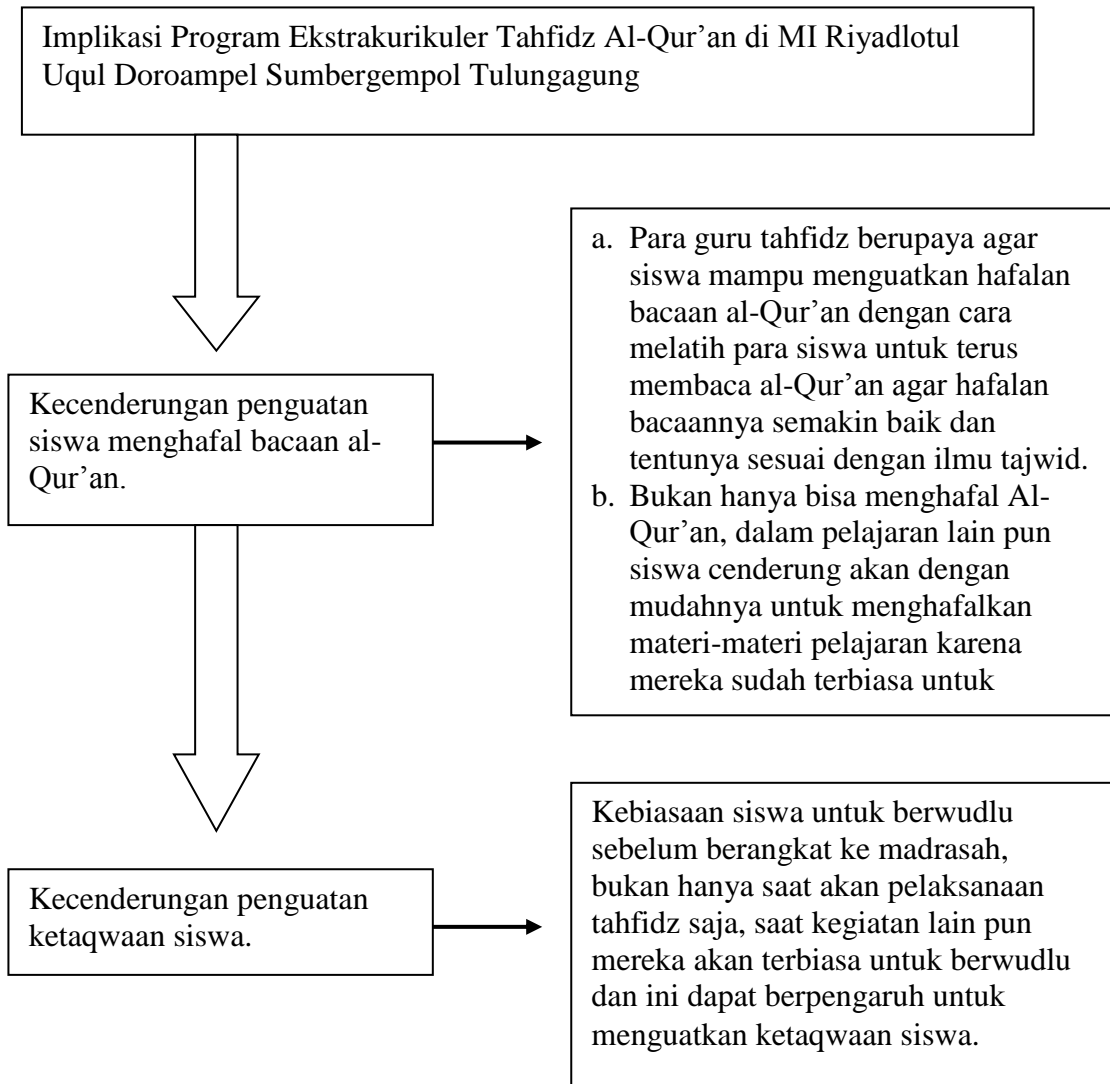 Implikasi Program Ekstrakurikuler Tahfidz Al-Qur’an di MI Riyadlotul
Uqul Doroampel Sumbergempol Tulungagung
Kecenderungan penguatan
siswa menghafal bacaan al-
Qur’an.
a. Para guru tahfidz berupaya agar
siswa mampu menguatkan hafalan
bacaan al-Qur’an dengan cara
melatih para siswa untuk terus
membaca al-Qur’an agar hafalan
bacaannya semakin baik dan
tentunya sesuai dengan ilmu tajwid.
b. Bukan hanya bisa menghafal Al-
Qur’an, dalam pelajaran lain pun
siswa cenderung akan dengan
mudahnya untuk menghafalkan
materi-materi pelajaran karena
mereka sudah terbiasa untuk
Kecenderungan penguatan
ketaqwaan siswa.
Kebiasaan siswa untuk berwudlu
sebelum berangkat ke madrasah,
bukan hanya saat akan pelaksanaan
tahfidz saja, saat kegiatan lain pun
mereka akan terbiasa untuk berwudlu
dan ini dapat berpengaruh untuk
menguatkan ketaqwaan siswa.